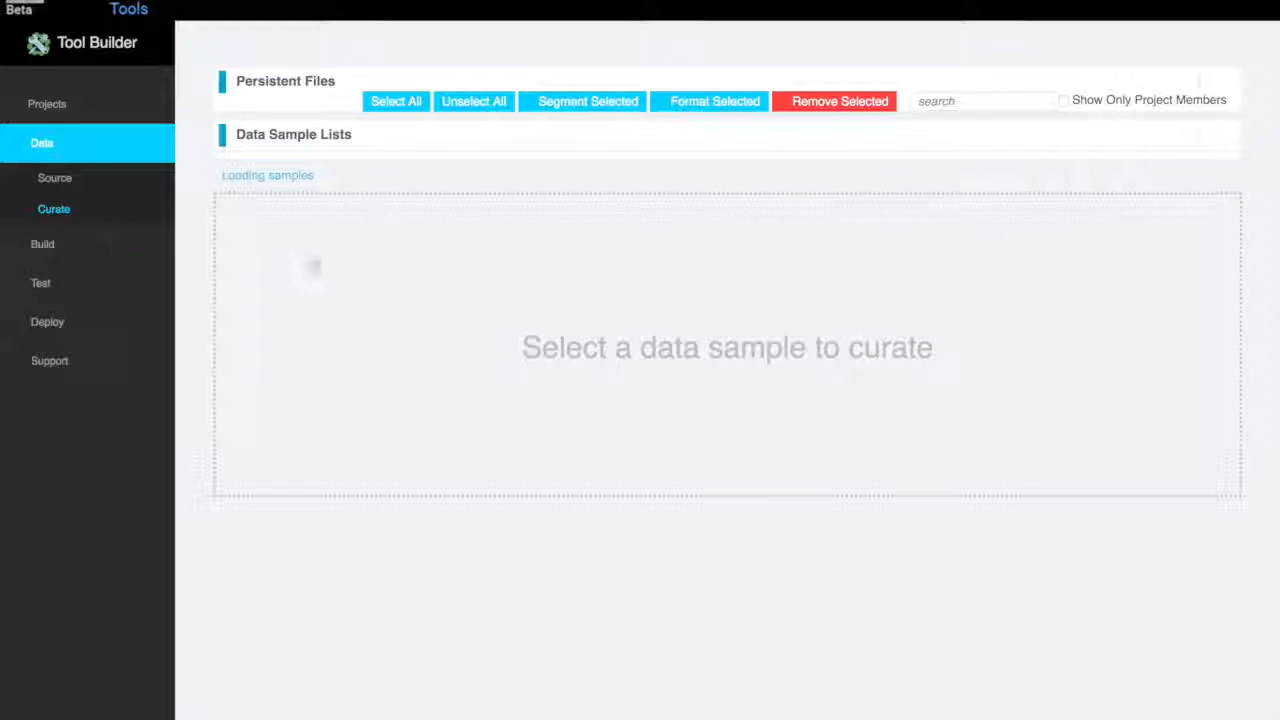 Beta
Tools
Tool Builder
Projects
Data
Source
Curate
Build
Test
Deploy
Support
Persistent Files
Select All
Unselect All
Segment Selected
Format Selected
Remove Selected
search
Show Only Project Members
Data Sample Lists
Loading samples
Select a data sample to curate